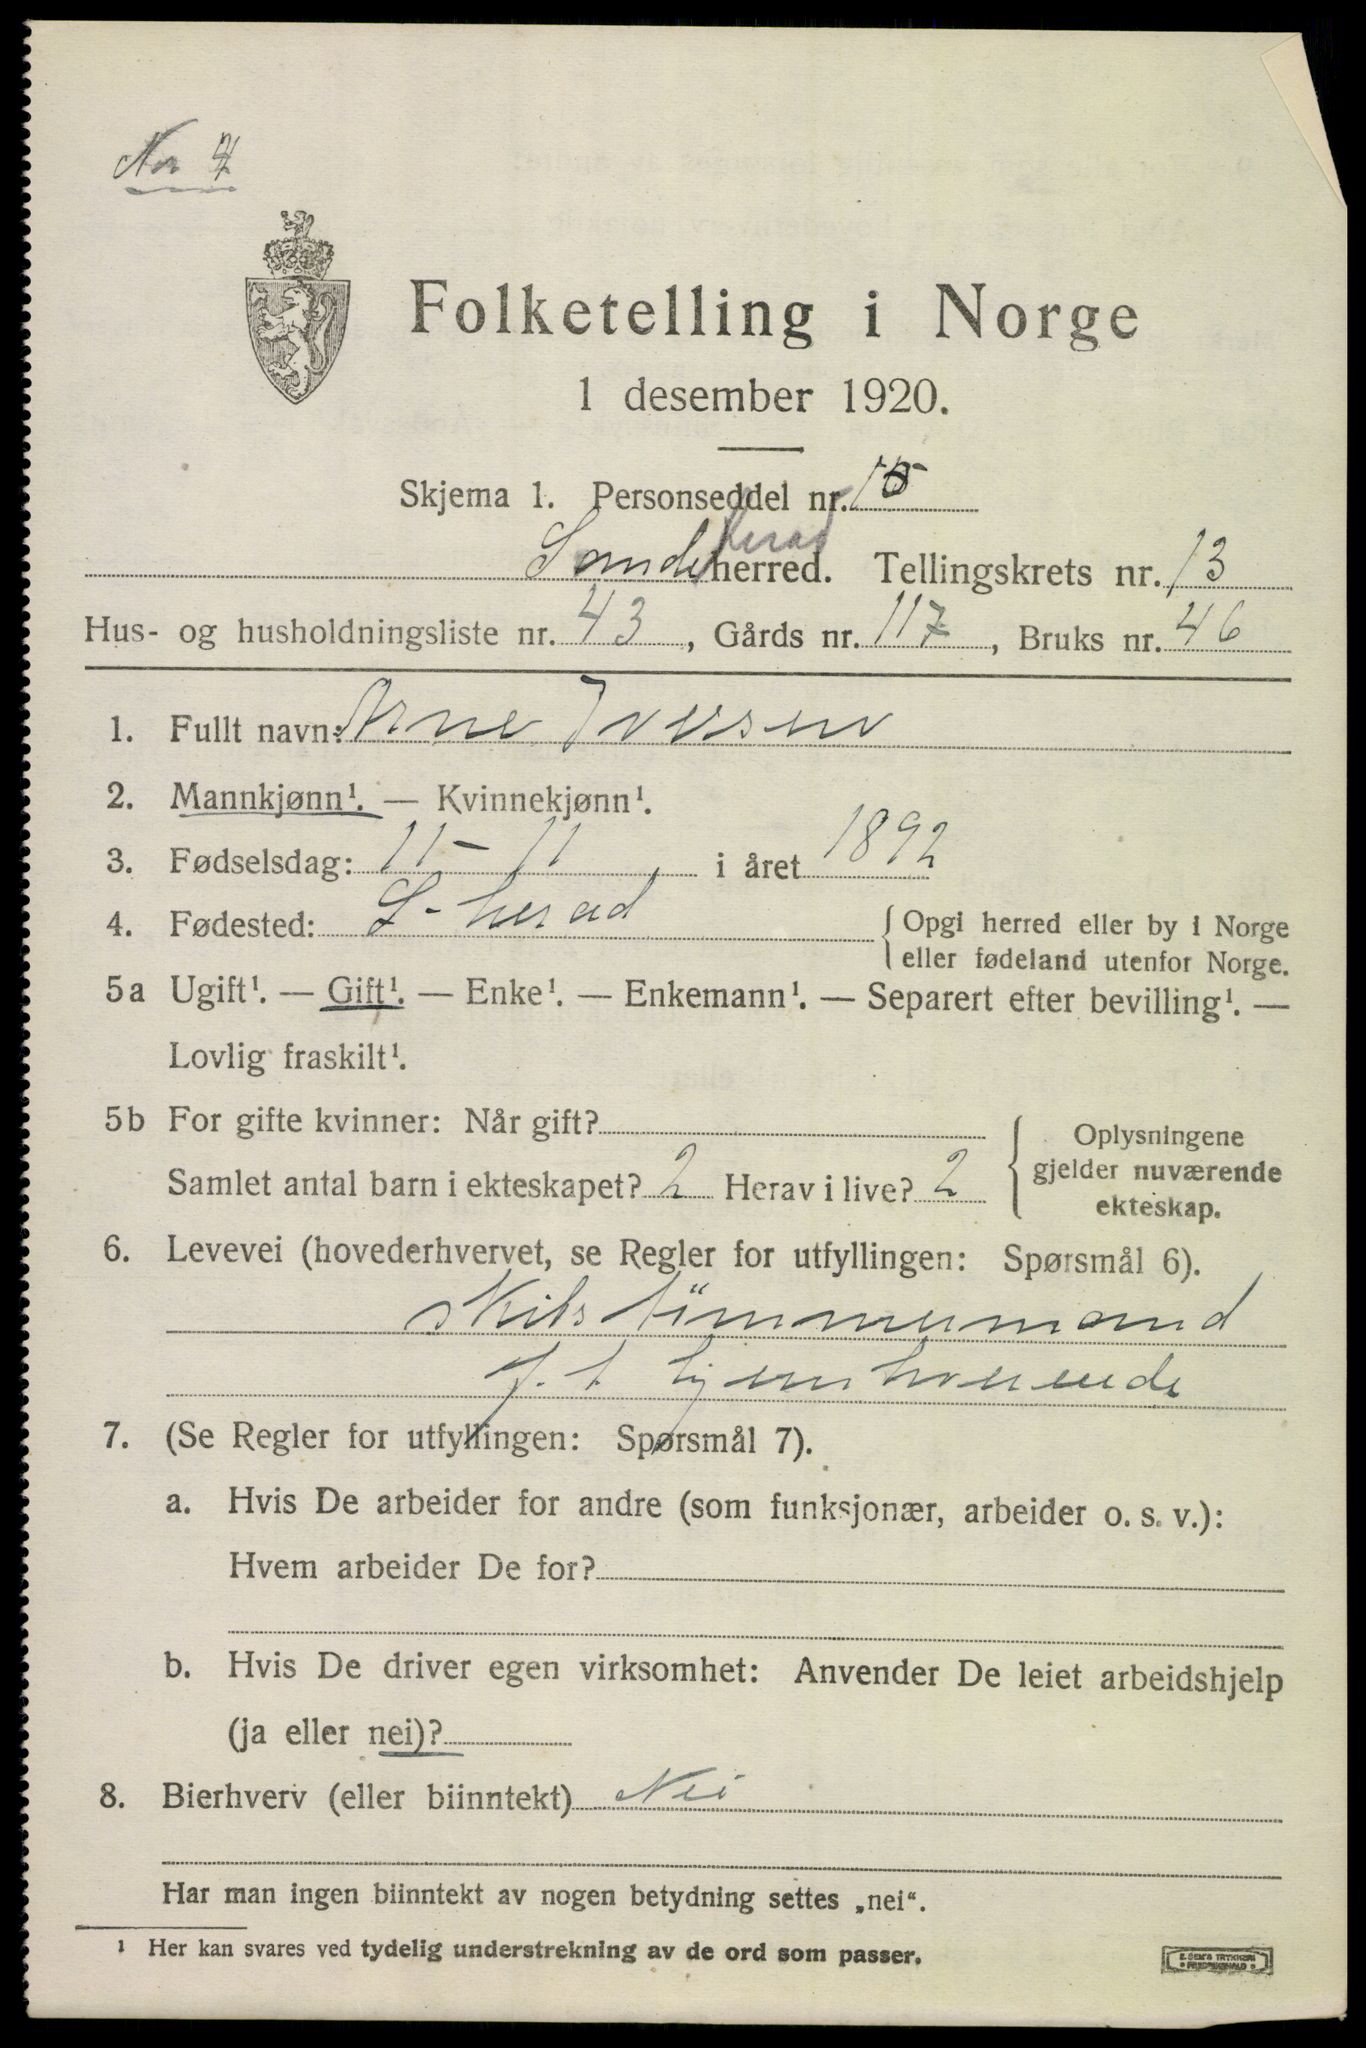 No 7
Folketelling i Norge
1 desember 1920.
Skjema 1. Personseddel nr.
herad
Sandeherred. Tellingskrets nr. 13
Hus- og husholdningsliste nr. 43, Gårds nr. 117, Bruks nr. 46
1. Fullt navn: Arne Iversen
2. Mannkjønn¹. — Kvinnekjønn¹.
3. Fødselsdag: 11 - 11 i året 1892
4. Fødested: S-herad { Opgi herred eller by i Norge
eller fødeland utenfor Norge.
5a Ugift¹. — Gift¹. — Enke¹. — Enkemann¹. — Separert efter bevilling¹. —
Lovlig fraskilt¹.
5b For gifte kvinner: Når gift?
Samlet antal barn i ekteskapet? 2 Herav i live? 2
{ Oplysningene
gjelder nuværende
ekteskap.
6. Levevei (hovederhvervet, se Regler for utfyllingen: Spørsmål 6).
Skibstømmermand
f. t. hjemhørende
7. (Se Regler for utfyllingen: Spørsmål 7).
a. Hvis De arbeider for andre (som funksjonær, arbeider o. s. v.):
Hvem arbeider De for?
b. Hvis De driver egen virksomhet: Anvender De leiet arbeidshjelp
(ja eller nei)?
8. Bierhverv (eller biinntekt) Nei
Har man ingen biinntekt av nogen betydning settes „nei“.
¹ Her kan svares ved tydelig understrekning av de ord som passer.